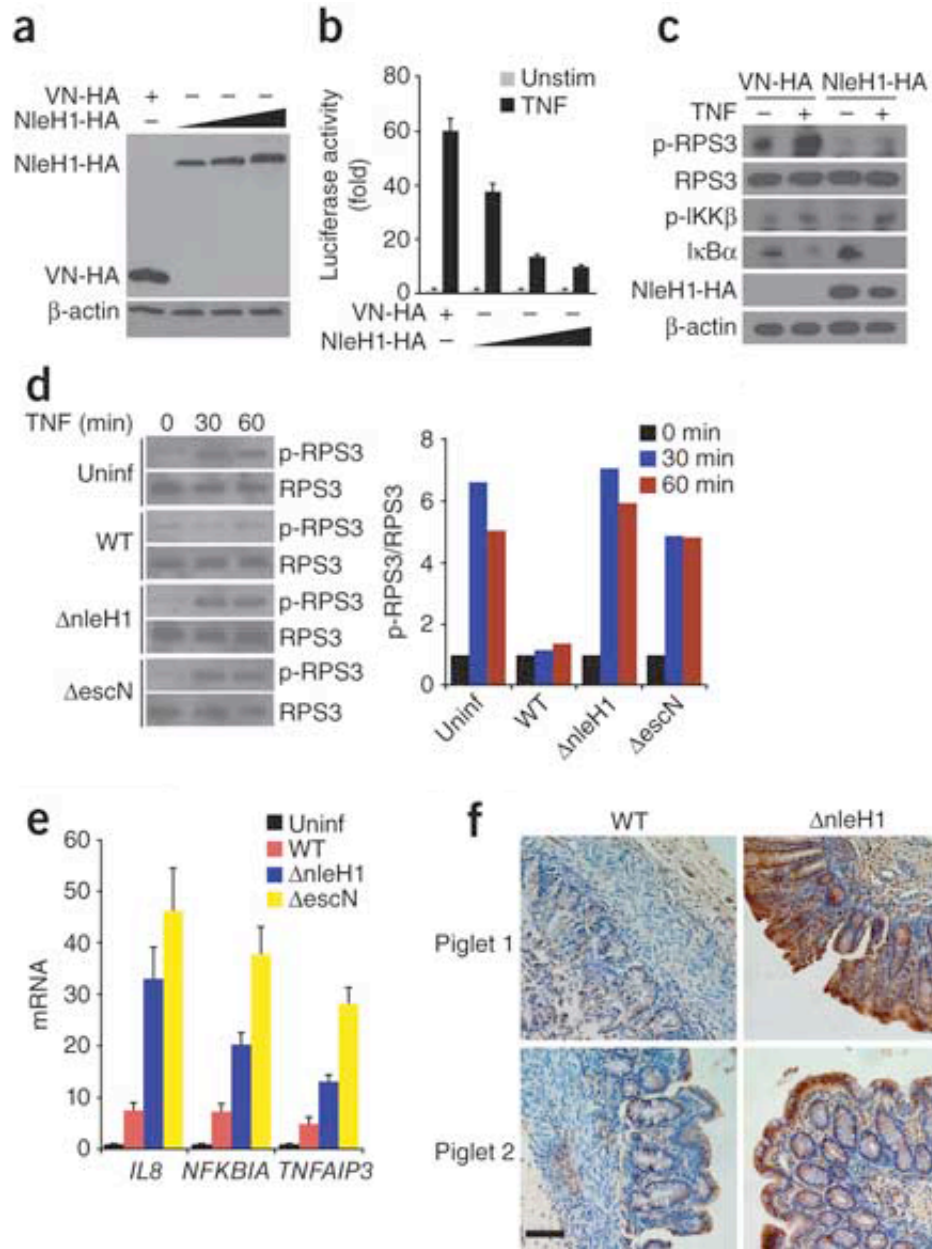 a
VN-HA + – – –
NleH1-HA –
NleH1-HA
VN-HA
β-actin
b
Unstim
TNF
Luciferase activity
(fold)
80
60
40
20
0
VN-HA + – – –
NleH1-HA –
c
VN-HA NleH1-HA
TNF – + – +
p-RPS3
RPS3
p-IKKβ
IκBα
NleH1-HA
β-actin
d
TNF (min) 0 30 60
Uninf
p-RPS3
RPS3
WT
p-RPS3
RPS3
ΔnleH1
p-RPS3
RPS3
ΔescN
p-RPS3
RPS3
p-RPS3/RPS3
8
6
4
2
0
0 min
30 min
60 min
Uninf
WT
ΔnleH1
ΔescN
e
mRNA
60
50
40
30
20
10
0
Uninf
WT
ΔnleH1
ΔescN
IL8 NFKBIA TNFAIP3
f
WT ΔnleH1
Piglet 1
Piglet 2